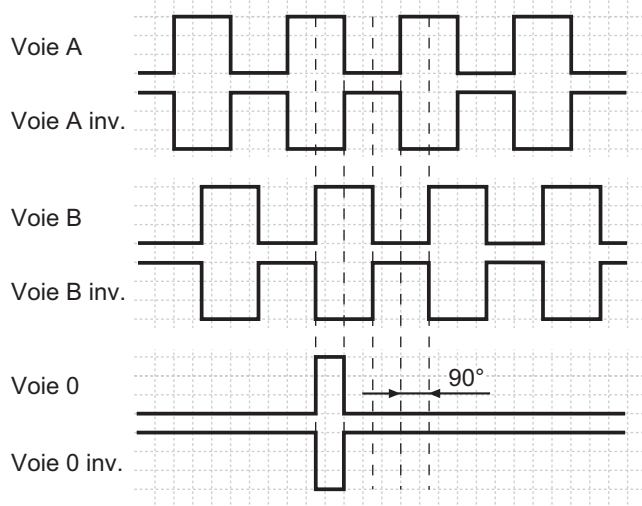 Voie A
Voie A inv.
Voie B
Voie B inv.
Voie 0
90°
Voie 0 inv.